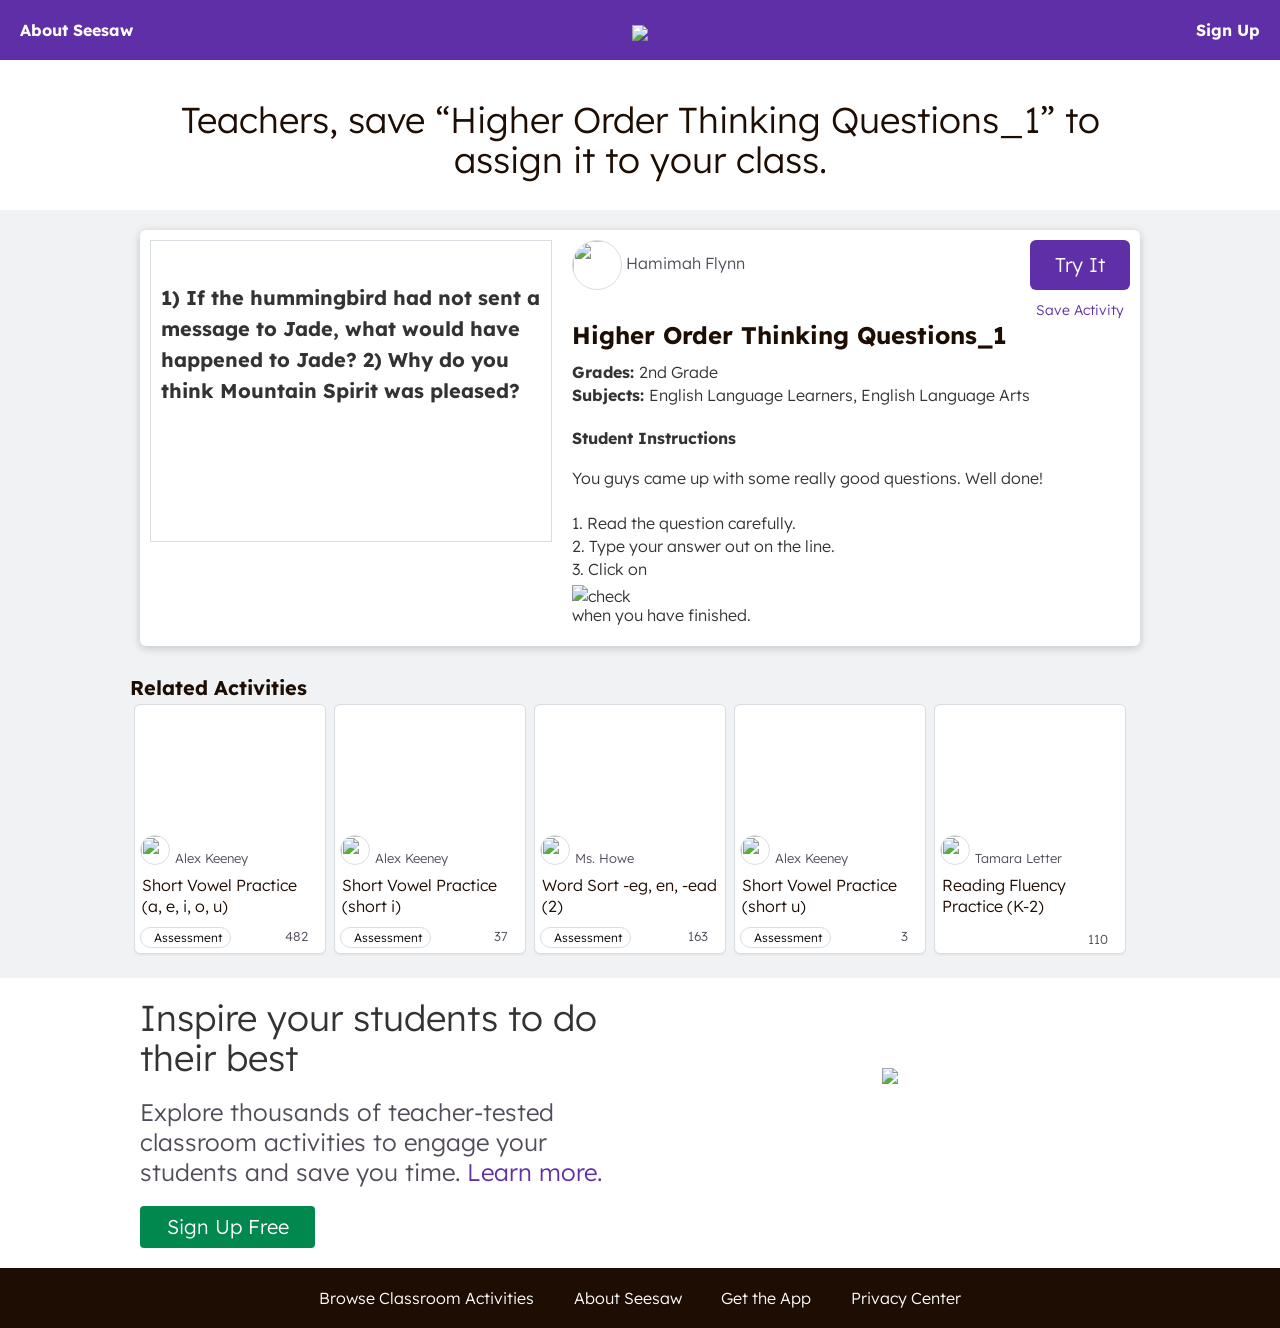 About Seesaw
Sign Up
Teachers, save “Higher Order Thinking Questions_1” to
assign it to your class.
1) If the hummingbird had not sent a
message to Jade, what would have
happened to Jade? 2) Why do you
think Mountain Spirit was pleased?
Hamimah Flynn
Try It
Save Activity
Higher Order Thinking Questions_1
Grades: 2nd Grade
Subjects: English Language Learners, English Language Arts
Student Instructions
You guys came up with some really good questions. Well done!
1. Read the question carefully.
2. Type your answer out on the line.
3. Click on
check
when you have finished.
Related Activities
Alex Keeney
Short Vowel Practice
(a, e, i, o, u)
Assessment
482
Alex Keeney
Short Vowel Practice
(short i)
Assessment
37
Ms. Howe
Word Sort -eg, en, -ead
(2)
Assessment
163
Alex Keeney
Short Vowel Practice
(short u)
Assessment
3
Tamara Letter
Reading Fluency
Practice (K-2)
110
Inspire your students to do
their best
Explore thousands of teacher-tested
classroom activities to engage your
students and save you time. Learn more.
Sign Up Free
Browse Classroom Activities
About Seesaw
Get the App
Privacy Center